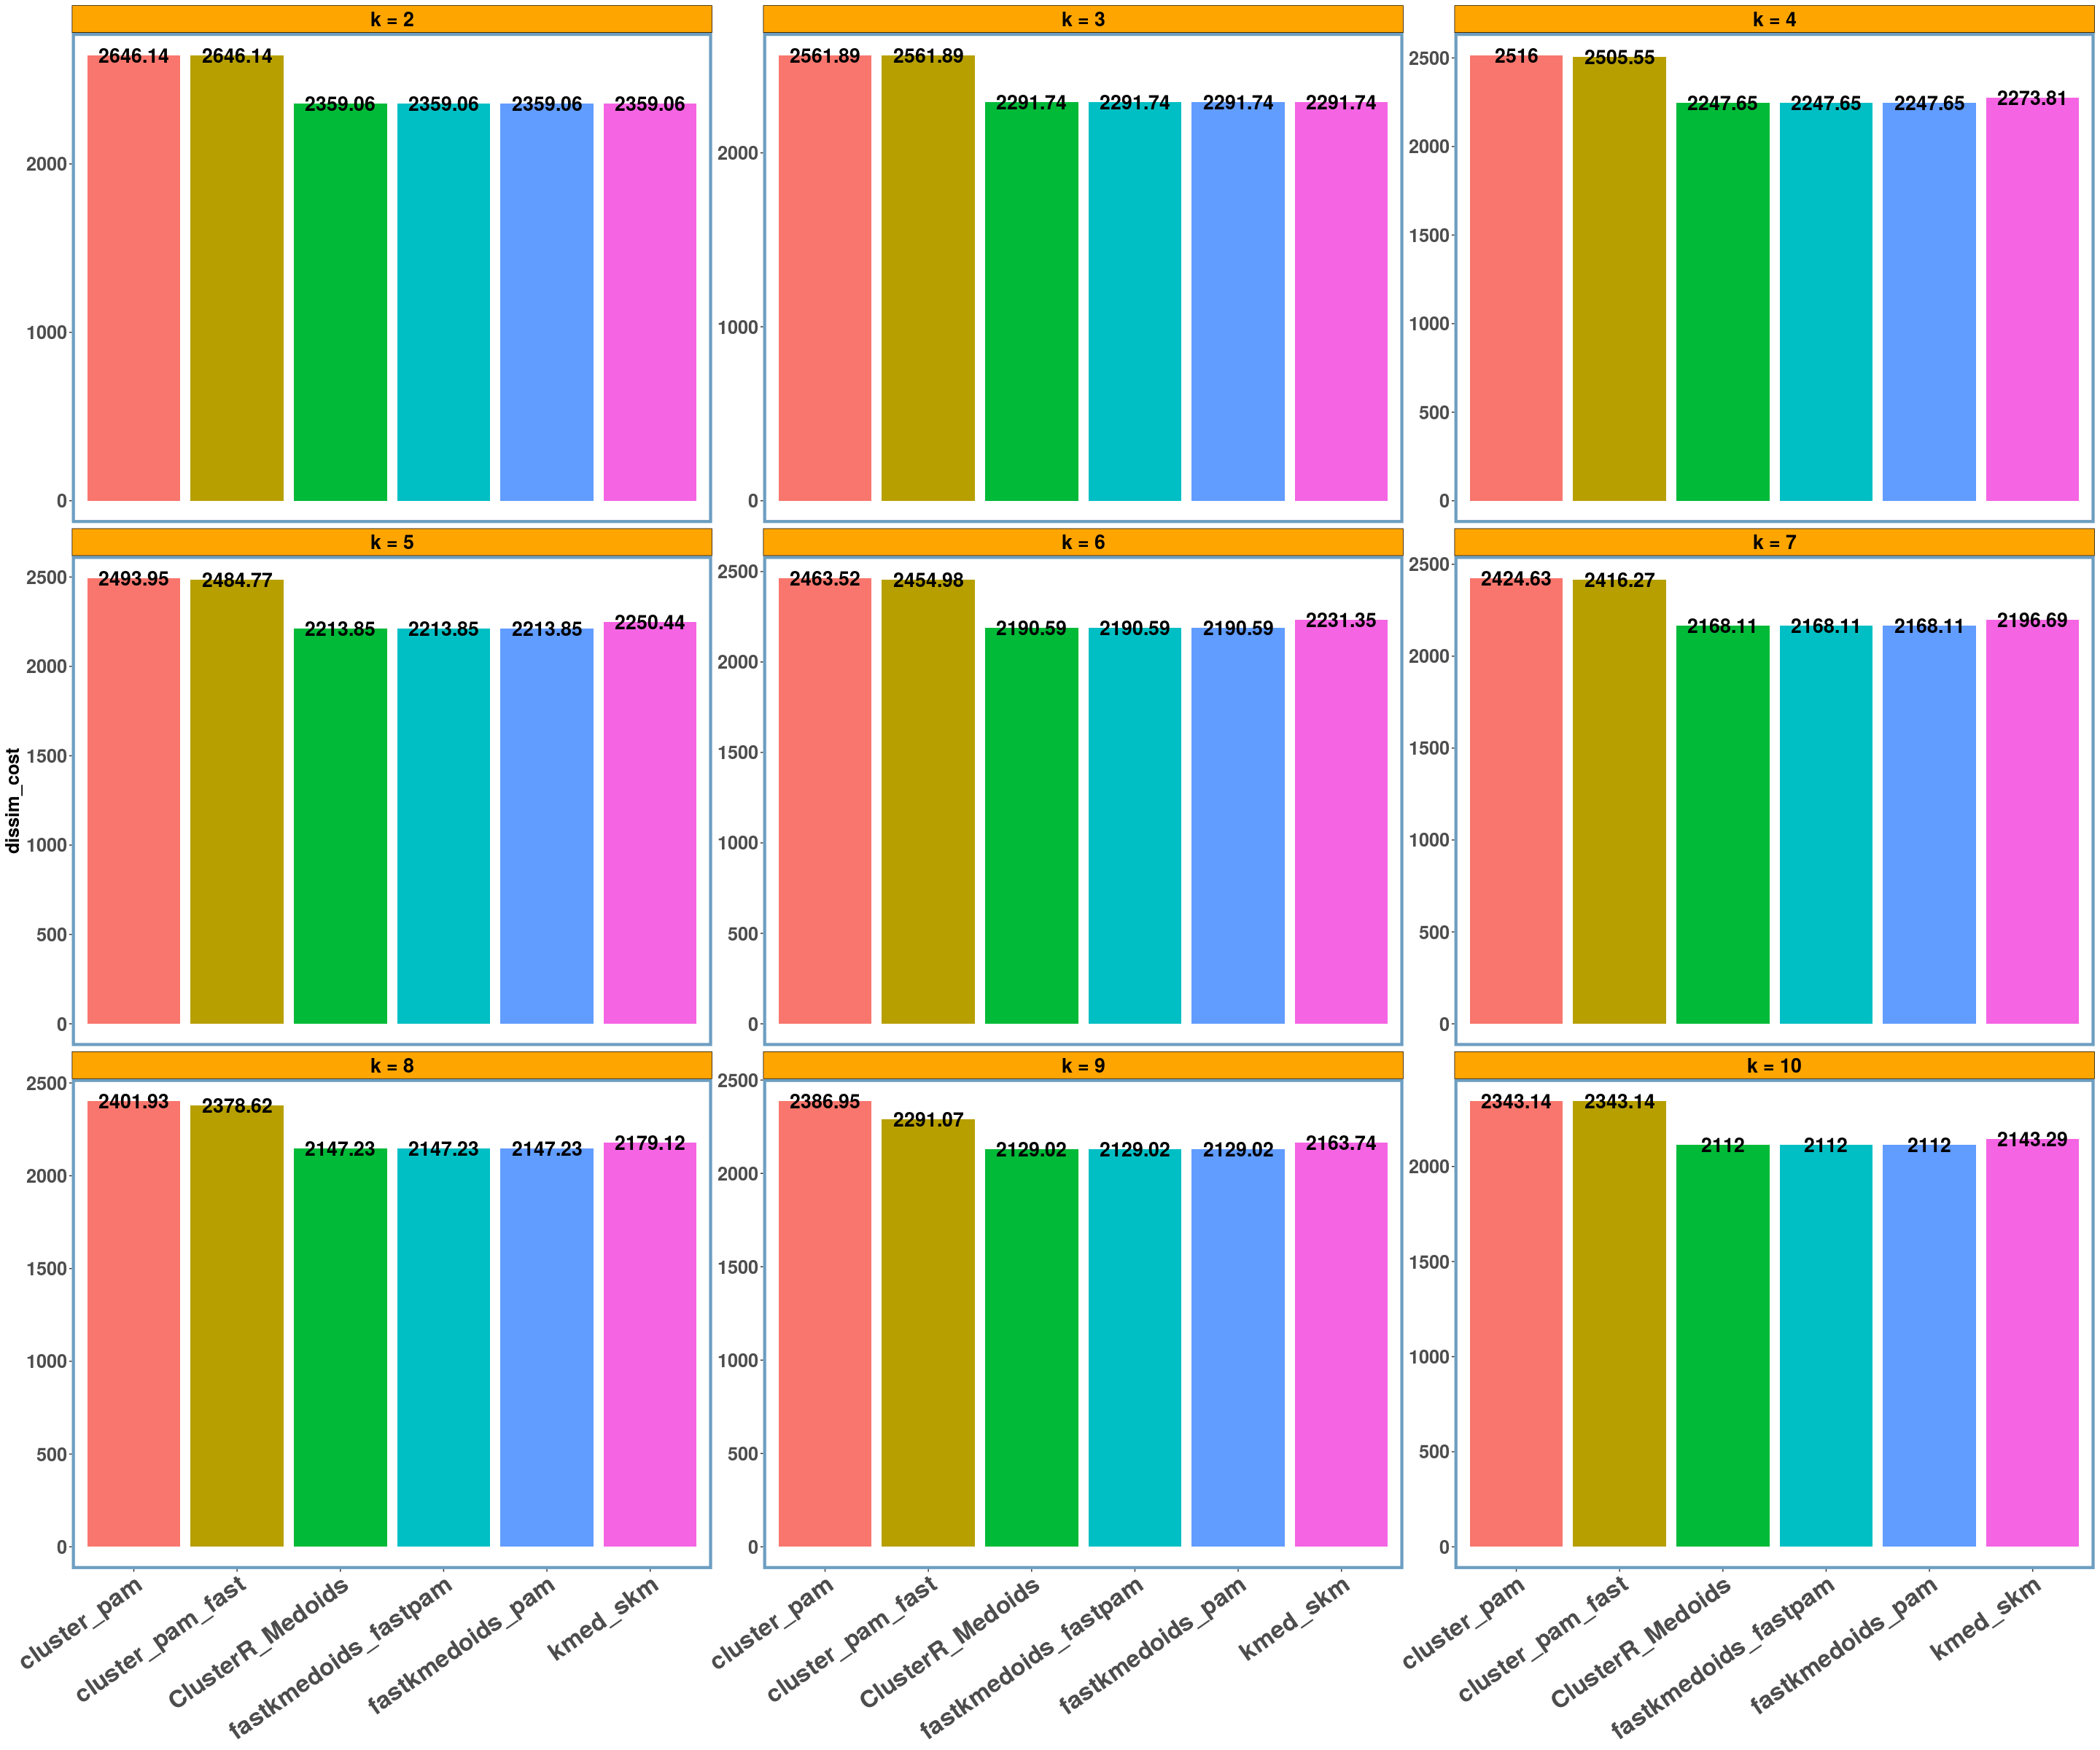 k = 2
k = 3
k = 4
2646.14 2646.14 2359.06 2359.06 2359.06 2359.06
2000
1000
0
2561.89 2561.89 2291.74 2291.74 2291.74 2291.74
2000
1000
0
2516 2505.55 2247.65 2247.65 2247.65 2273.81
2500
2000
1500
1000
500
0
k = 5
k = 6
k = 7
dissim_cost
2493.95 2484.77 2213.85 2213.85 2213.85 2250.44
2500
2000
1500
1000
500
0
2463.52 2454.98 2190.59 2190.59 2190.59 2231.35
2500
2000
1500
1000
500
0
2424.63 2416.27 2168.11 2168.11 2168.11 2196.69
2500
2000
1500
1000
500
0
k = 8
k = 9
k = 10
2401.93 2378.62 2147.23 2147.23 2147.23 2179.12
2500
2000
1500
1000
500
0
2386.95 2291.07 2129.02 2129.02 2129.02 2163.74
2500
2000
1500
1000
500
0
2343.14 2343.14 2112 2112 2112 2143.29
2000
1500
1000
500
0
cluster_pam
cluster_pam_fast
ClusterR_Medoids
fastkmedoids_fastpam
fastkmedoids_pam
kmed_skm
cluster_pam
cluster_pam_fast
ClusterR_Medoids
fastkmedoids_fastpam
fastkmedoids_pam
kmed_skm
cluster_pam
cluster_pam_fast
ClusterR_Medoids
fastkmedoids_fastpam
fastkmedoids_pam
kmed_skm